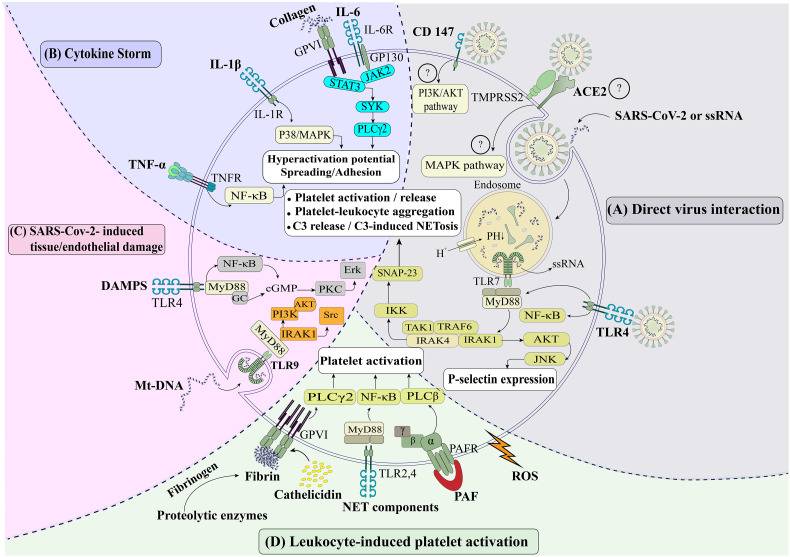 Collagen
IL-6
IL-6R
GPVI
GP130
CD 147
(B) Cytokine Storm
IL-1β
IL-1R
JAK2
STAT3
SYK
PLCγ2
P38/MAPK
TNF-α
TNFR
NF-κB
Hyperactivation potential
Spreading/Adhesion
?
PI3K/AKT
pathway
TMPRSS2
ACE2
?
SARS-CoV-2 or ssRNA
?
MAPK pathway
Endosome
(A) Direct virus interaction
• Platelet activation / release
• Platelet-leukocyte aggregation
• C3 release / C3-induced NETosis
PH↓
H+
ssRNA
TLR7
MyD88
SNAP-23
IKK
TAK1
TRAF6
IRAK4
IRAK1
NF-κB
TLR4
AKT
JNK
P-selectin expression
(C) SARS-Cov-2- induced
tissue/endothelial damage
NF-κB
DAMPS
TLR4
MyD88
GC
cGMP
PKC
Erk
AKT
PI3K
Src
IRAK1
MyD88
TLR9
Mt-DNA
Platelet activation
PLCγ2
NF-κB
PLCβ
GPVI
MyD88
γ
β
α
PAFR
TLR2,4
Fibrin
Fibrinogen
Cathelicidin
Proteolytic enzymes
NET components
PAF
ROS
(D) Leukocyte-induced platelet activation